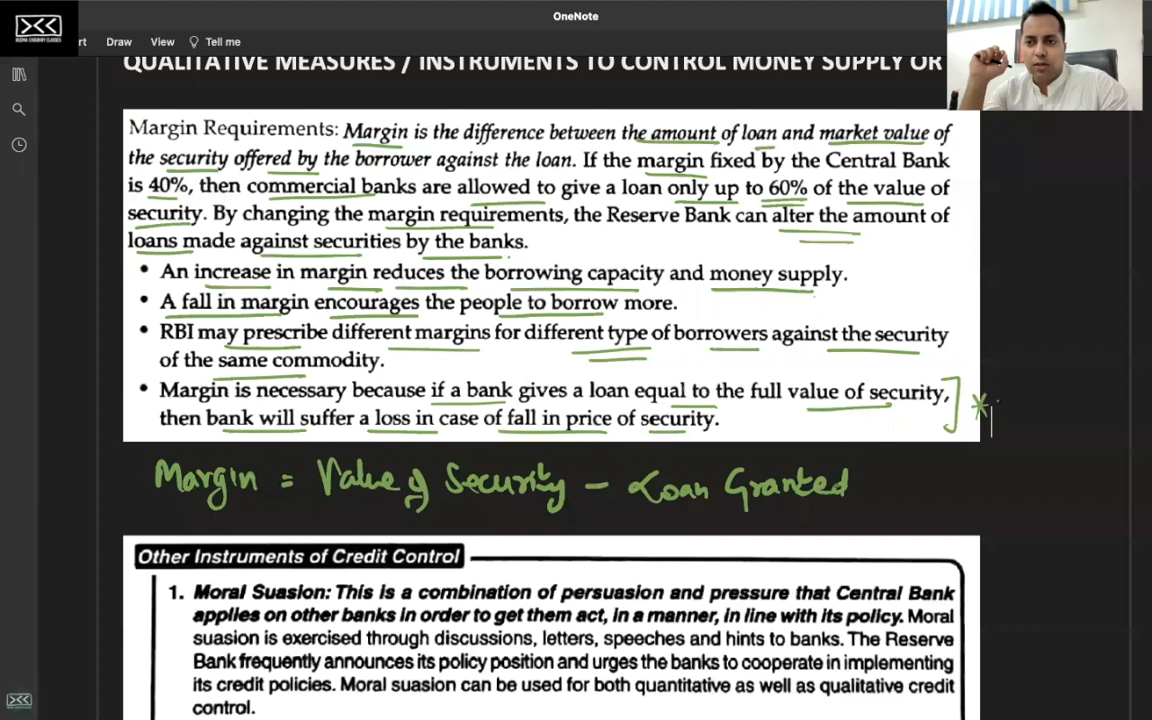 OneNote
rt Draw View Tell me
QUALITATIVE MEASURES / INSTRUMENTS TO CONTROL MONEY SUPPLY OR
Margin Requirements: Margin is the difference between the amount of loan and market value of
the security offered by the borrower against the loan. If the margin fixed by the Central Bank
is 40%, then commercial banks are allowed to give a loan only up to 60% of the value of
security. By changing the margin requirements, the Reserve Bank can alter the amount of
loans made against securities by the banks.
• An increase in margin reduces the borrowing capacity and money supply.
• A fall in margin encourages the people to borrow more.
• RBI may prescribe different margins for different type of borrowers against the security
of the same commodity.
• Margin is necessary because if a bank gives a loan equal to the full value of security,
then bank will suffer a loss in case of fall in price of security.
Margin = Value of Security - Loan Granted
Other Instruments of Credit Control
1. Moral Suasion: This is a combination of persuasion and pressure that Central Bank
applies on other banks in order to get them act, in a manner, in line with its policy. Moral
suasion is exercised through discussions, letters, speeches and hints to banks. The Reserve
Bank frequently announces its policy position and urges the banks to cooperate in implementing
its credit policies. Moral suasion can be used for both quantitative as well as qualitative credit
control.